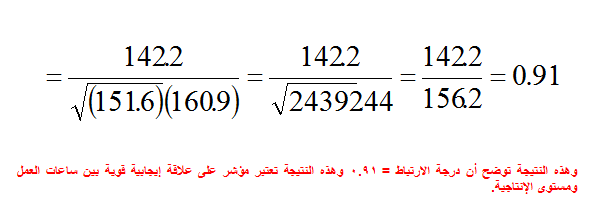 = 142.2 / √(151.6)(160.9) = 142.2 / √2439244 = 142.2 / 156.2 = 0.91
وهذه النتيجة توضح أن درجة الارتباط = ٠.٩١ وهذه النتيجة تعتبر مؤشر على علاقة إيجابية قوية بين ساعات العمل
ومستوى الإنتاجية.